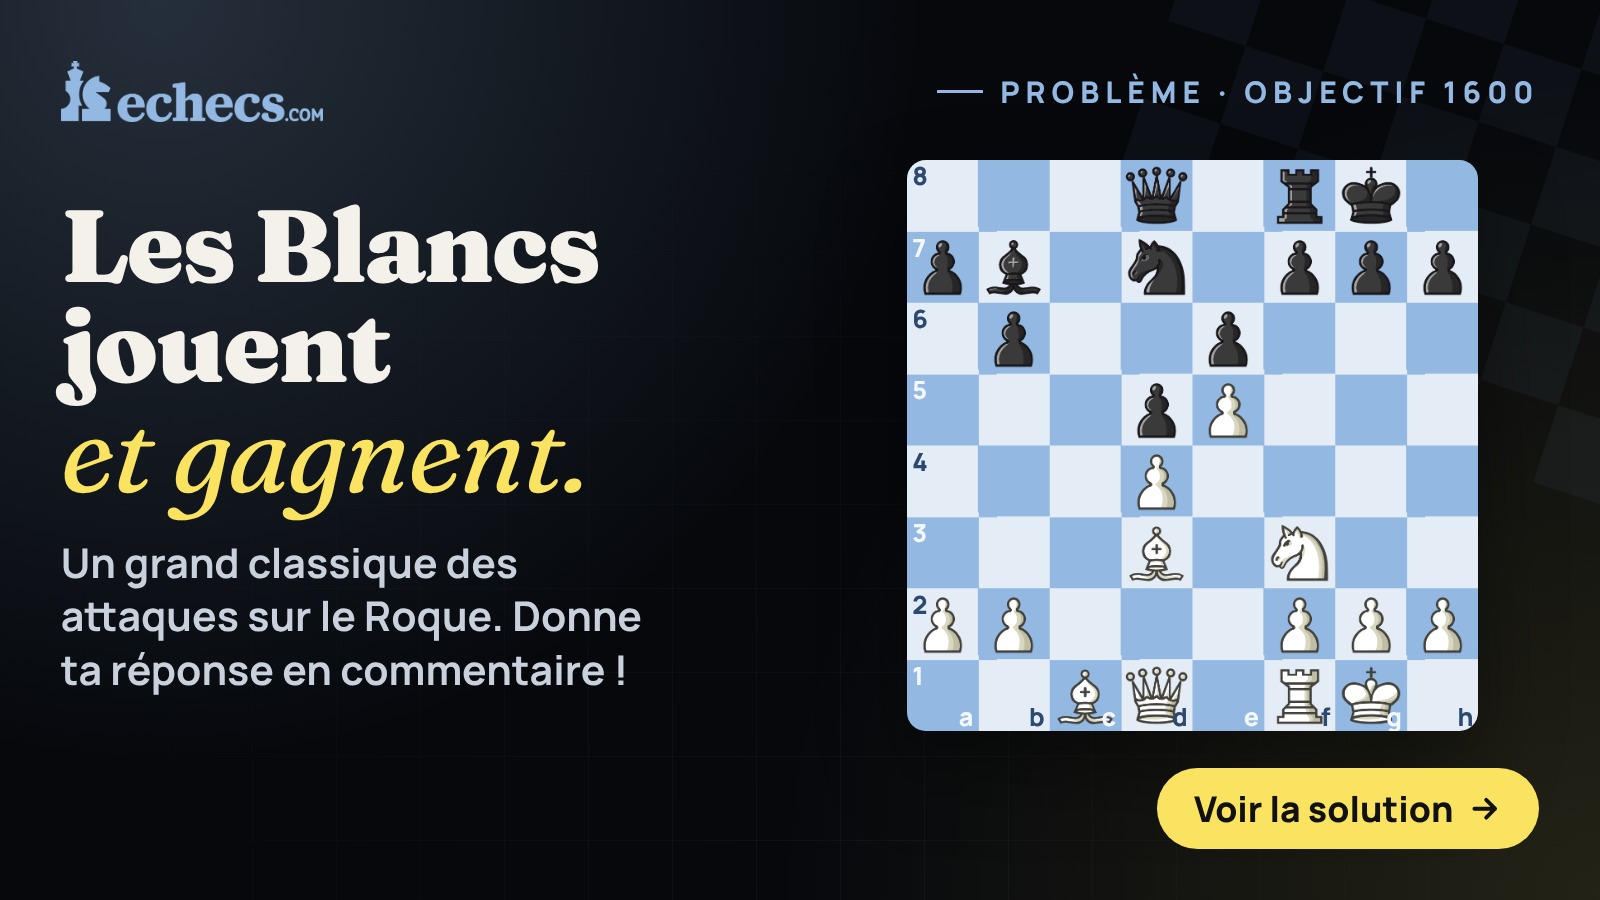 echecs.COM
PROBLÈME · OBJECTIF 1600
Les Blancs
jouent
et gagnent.
Un grand classique des
attaques sur le Roque. Donne
ta réponse en commentaire !
8
7
6
5
4
3
2
1
a b c d e f g h
Voir la solution →